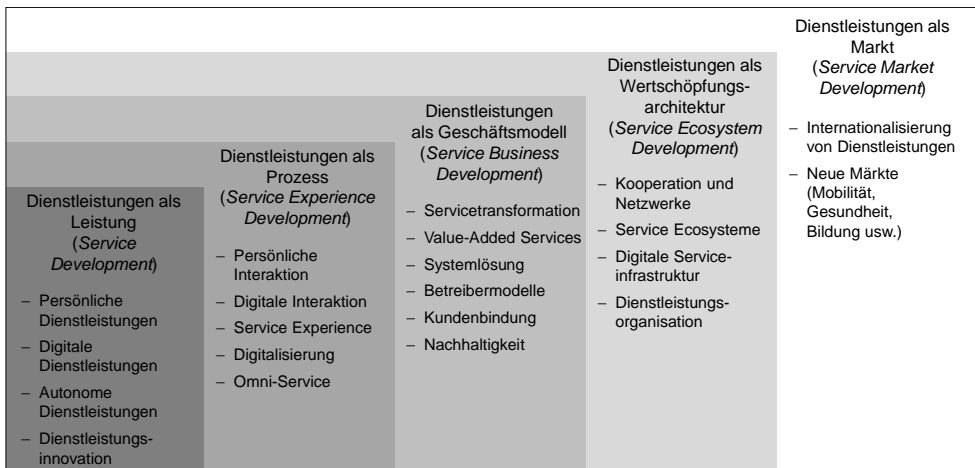 Dienstleistungen als
Leistung
(Service
Development)
– Persönliche
Dienstleistungen
– Digitale
Dienstleistungen
– Autonome
Dienstleistungen
– Dienstleistungs-
innovation
Dienstleistungen als
Prozess
(Service Experience
Development)
– Persönliche
Interaktion
– Digitale Interaktion
– Service Experience
– Digitalisierung
– Omni-Service
Dienstleistungen
als Geschäftsmodell
(Service Business
Development)
– Servicetransformation
– Value-Added Services
– Systemlösung
– Betreibermodelle
– Kundenbindung
– Nachhaltigkeit
Dienstleistungen als
Wertschöpfungs-
architektur
(Service Ecosystem
Development)
– Kooperation und
Netzwerke
– Service Ecosysteme
– Digitale Service-
infrastruktur
– Dienstleistungs-
organisation
Dienstleistungen als
Markt
(Service Market
Development)
– Internationalisierung
von Dienstleistungen
– Neue Märkte
(Mobilität,
Gesundheit,
Bildung usw.)